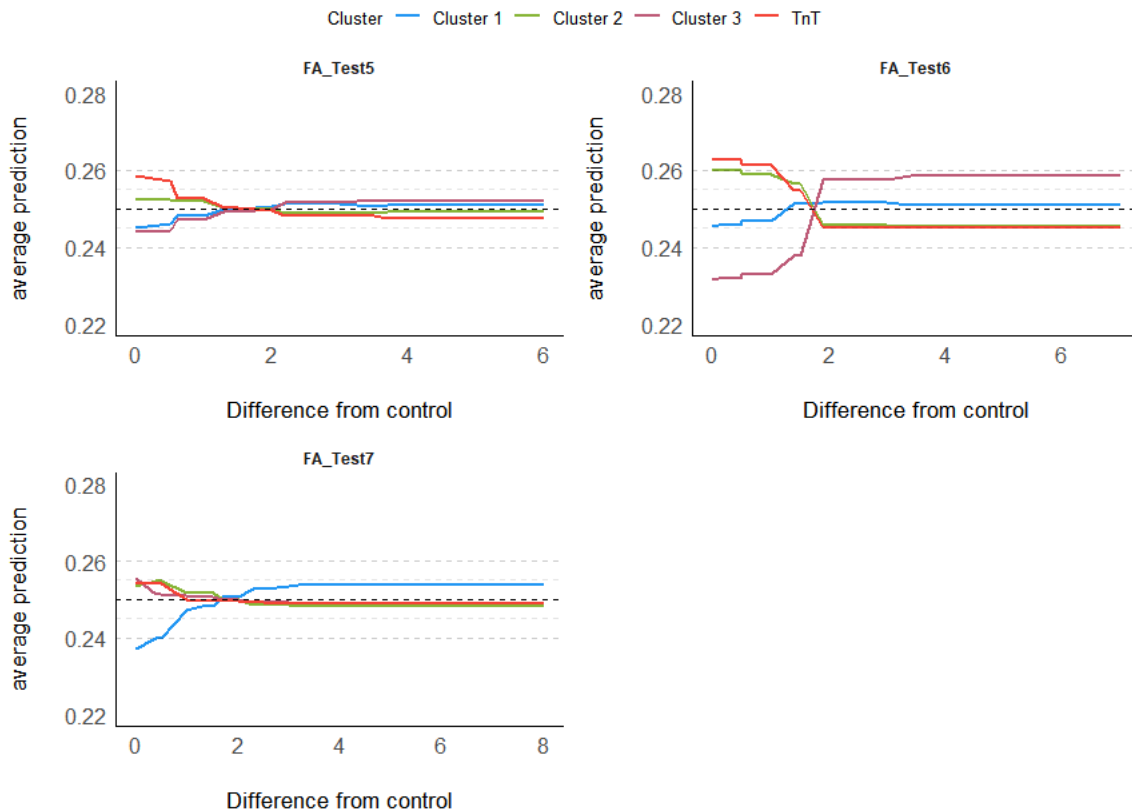 Cluster Cluster 1 Cluster 2 Cluster 3 TnT
FA_Test5
average prediction
0.28
0.26
0.24
0.22
0 2 4 6
Difference from control
FA_Test6
average prediction
0.28
0.26
0.24
0.22
0 2 4 6
Difference from control
FA_Test7
average prediction
0.28
0.26
0.24
0.22
0 2 4 6 8
Difference from control